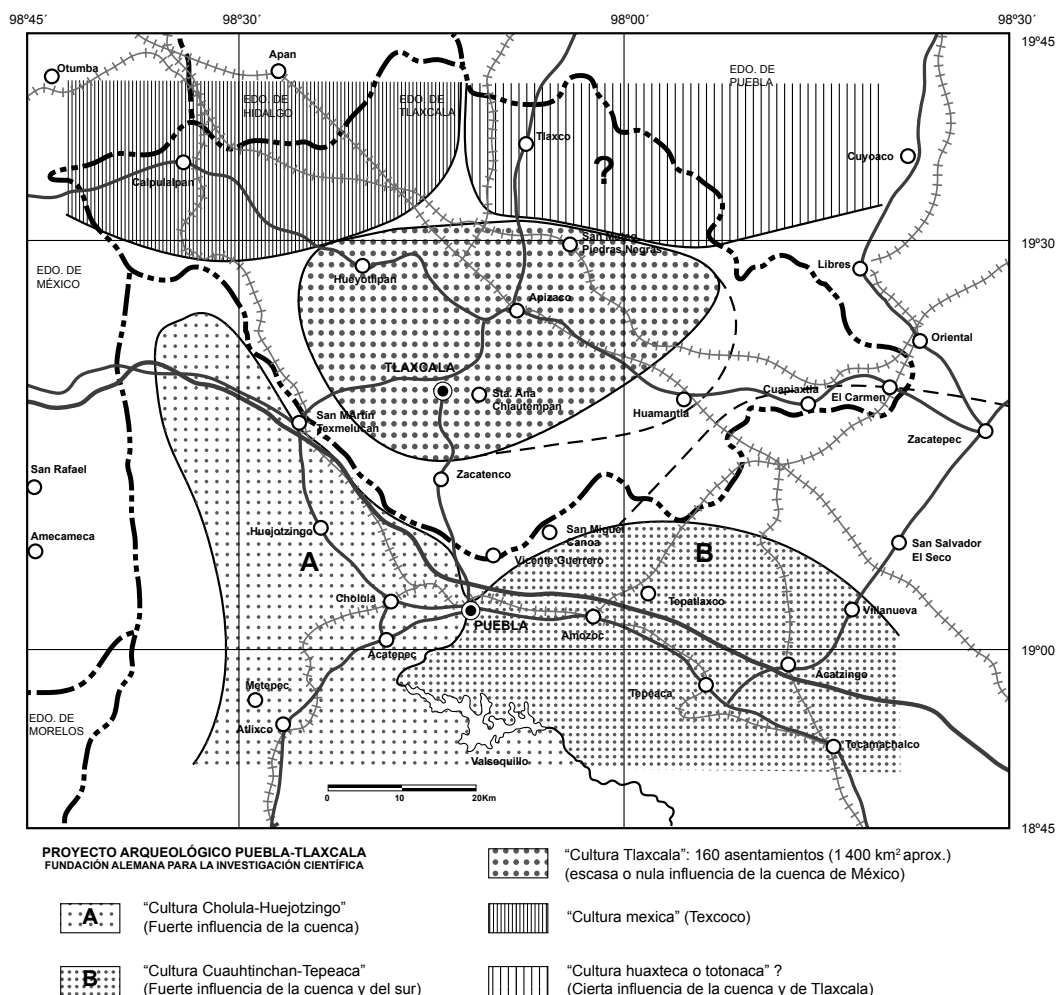 98º45' 98º30' 98º00' 98º30'
19º45
Otumba
Apan
EDO. DE
HIDALGO
EDO. DE
TLAXCALA
EDO. DE
PUEBLA
Tlaxco
Cuyoaco
?
Calpulalpan
San Marco
Piedras Negras
19º30
EDO. DE
MÉXICO
Hueyotlipan
Libres
Apizaco
Oriental
TLAXCALA
Sta. Ana
Chiautempan
Cuapiaxtla
El Carmen
Huamantla
San MArtín
Texmelucan
Zacatepec
San Rafael
Zacatenco
Huejotzingo
San Miguel
Canoa
Amecameca
A
B
San Salvador
El Seco
Vicente Guerrero
Cholula
Tepatlaxco
Villanueva
PUEBLA
Amozoc
19º00
Acatepec
Acatzingo
Metepec
Tepeaca
EDO. DE
MORELOS
Atlixco
Tecamachalco
Valsequillo
0 10 20Km
18º45
PROYECTO ARQUEOLÓGICO PUEBLA-TLAXCALA
FUNDACIÓN ALEMANA PARA LA INVESTIGACIÓN CIENTÍFICA
A
“Cultura Cholula-Huejotzingo”
(Fuerte influencia de la cuenca)
B
“Cultura Cuauhtinchan-Tepeaca”
(Fuerte influencia de la cuenca y del sur)
“Cultura Tlaxcala”: 160 asentamientos (1 400 km² aprox.)
(escasa o nula influencia de la cuenca de México)
“Cultura mexica” (Texcoco)
“Cultura huaxteca o totonaca” ?
(Cierta influencia de la cuenca y de Tlaxcala)